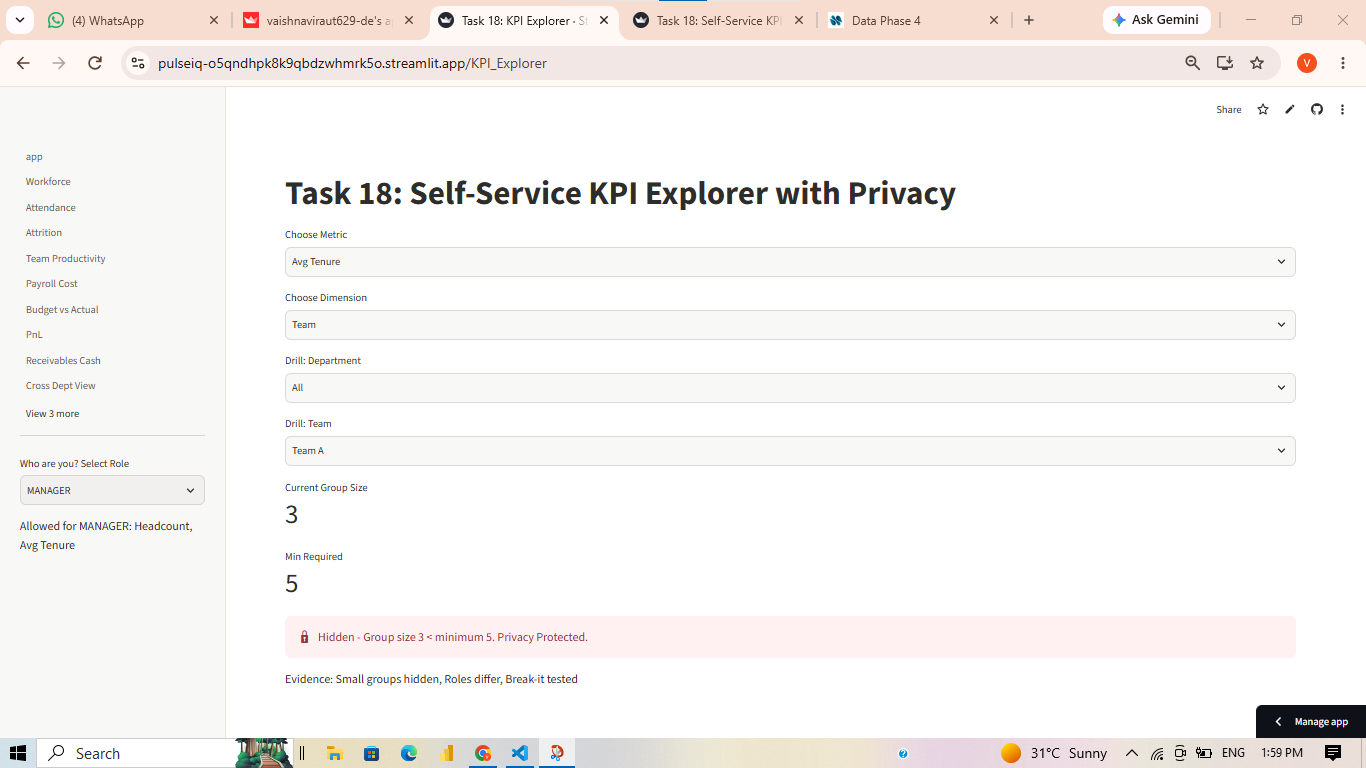 (4) WhatsApp
vaishnaviraut629-de's a
Task 18: KPI Explorer · S
Task 18: Self-Service KPI
Data Phase 4
Ask Gemini
pulseiq-o5qndhpk8k9qbdzwhmrk5o.streamlit.app/KPI_Explorer
V
Share
app
Workforce
Attendance
Attrition
Team Productivity
Payroll Cost
Budget vs Actual
PnL
Receivables Cash
Cross Dept View
View 3 more
Who are you? Select Role
MANAGER
Allowed for MANAGER: Headcount,
Avg Tenure
Task 18: Self-Service KPI Explorer with Privacy
Choose Metric
Avg Tenure
Choose Dimension
Team
Drill: Department
All
Drill: Team
Team A
Current Group Size
3
Min Required
5
Hidden - Group size 3 < minimum 5. Privacy Protected.
Evidence: Small groups hidden, Roles differ, Break-it tested
Manage app
Search
31°C Sunny
ENG
1:59 PM